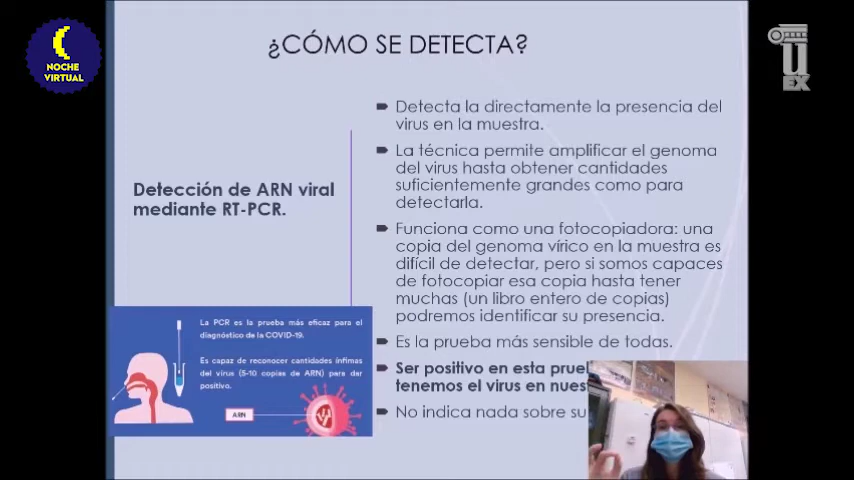 NOCHE
VIRTUAL
¿CÓMO SE DETECTA?
UEX
Detección de ARN viral
mediante RT-PCR.
Detecta la directamente la presencia del
virus en la muestra.
La técnica permite amplificar el genoma
del virus hasta obtener cantidades
suficientemente grandes como para
detectarla.
Funciona como una fotocopiadora: una
copia del genoma vírico en la muestra es
difícil de detectar, pero si somos capaces
de fotocopiar esa copia hasta tener
muchas (un libro entero de copias)
podremos identificar su presencia.
Es la prueba más sensible de todas.
Ser positivo en esta
tenemos el virus en
No indica nada sobre su
La PCR es la prueba más eficaz para el
diagnóstico de la COVID-19.
Es capaz de reconocer cantidades ínfimas
del virus (5-10 copias de ARN) para dar
positivo.
ARN